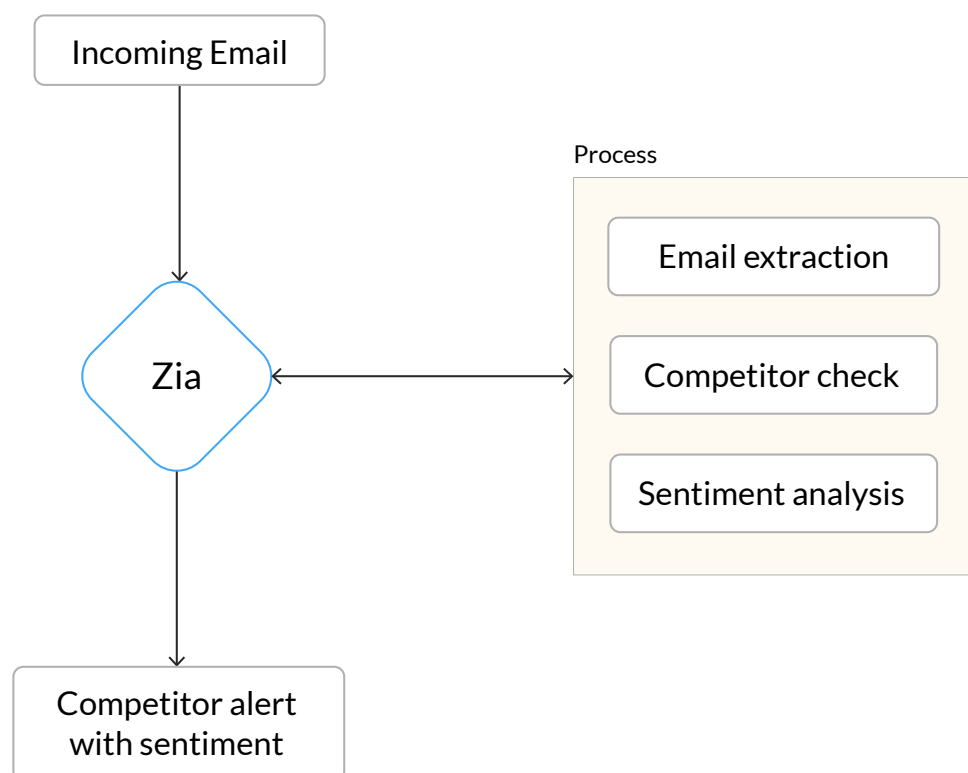 Incoming Email
Process
Email extraction
Zia
Competitor check
Sentiment analysis
Competitor alert
with sentiment